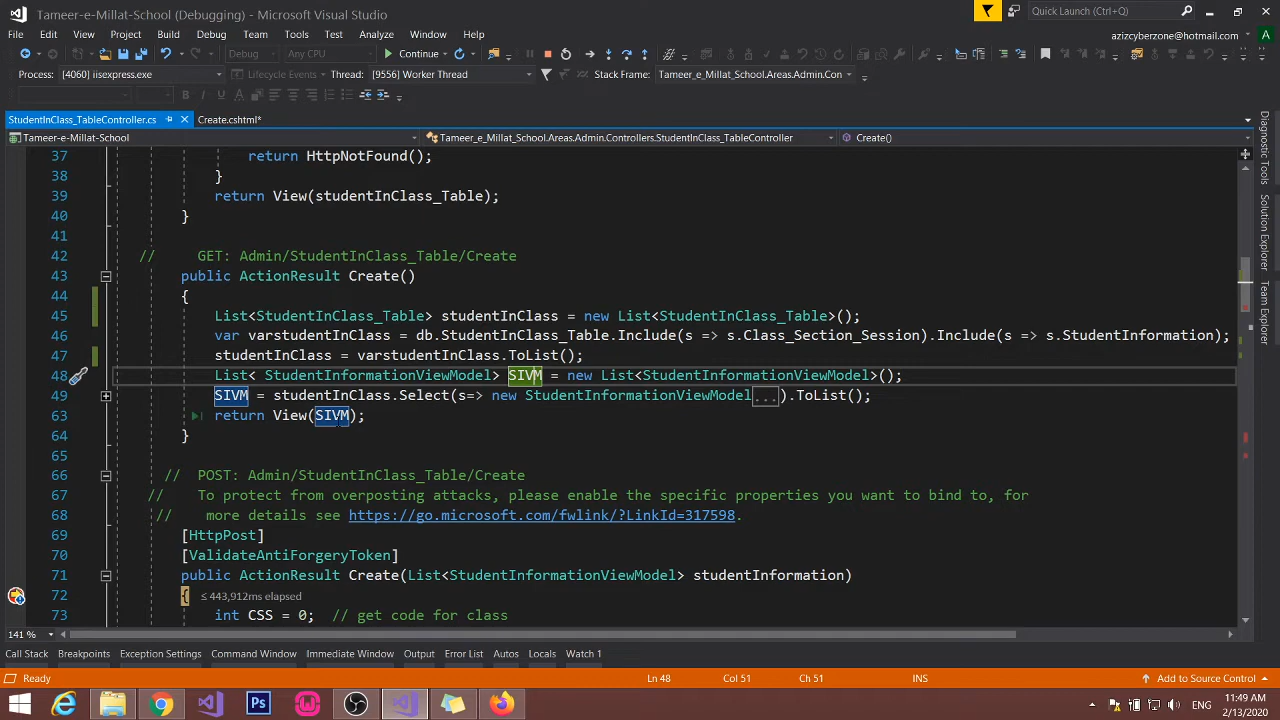 Tameer-e-Millat-School (Debugging) - Microsoft Visual Studio
Quick Launch (Ctrl+Q)
File Edit View Project Build Debug Team Tools Test Analyze Window Help
azizcyberzone@hotmail.com
Debug Any CPU Continue
Process: [4060] iisexpress.exe Lifecycle Events Thread: [9556] Worker Thread Stack Frame: Tameer_e_Millat_School.Areas.Admin.Con
B I U A
StudentInClass_TableController.cs Create.cshtml*
Tameer-e-Millat-School Tameer_e_Millat_School.Areas.Admin.Controllers.StudentInClass_TableController Create()
37 return HttpNotFound();
38 }
39 return View(studentInClass_Table);
40 }
41
42 // GET: Admin/StudentInClass_Table/Create
43 public ActionResult Create()
44 {
45 List<StudentInClass_Table> studentInClass = new List<StudentInClass_Table>();
46 var varstudentInClass = db.StudentInClass_Table.Include(s => s.Class_Section_Session).Include(s => s.StudentInformation);
47 studentInClass = varstudentInClass.ToList();
48 List< StudentInformationViewModel> SIVM = new List<StudentInformationViewModel>();
49 SIVM = studentInClass.Select(s=> new StudentInformationViewModel...).ToList();
63 return View(SIVM);
64 }
65
66 // POST: Admin/StudentInClass_Table/Create
67 // To protect from overposting attacks, please enable the specific properties you want to bind to, for
68 // more details see https://go.microsoft.com/fwlink/?LinkId=317598.
69 [HttpPost]
70 [ValidateAntiForgeryToken]
71 public ActionResult Create(List<StudentInformationViewModel> studentInformation)
72 { ≤ 443,912ms elapsed
73 int CSS = 0; // get code for class
141 %
Diagnostic Tools
Solution Explorer
Team Explorer
Call Stack Breakpoints Exception Settings Immediate Window Output Error List Autos Locals Watch 1
Ready Ln 48 Col 51 Ch 51 INS Add to Source Control
Ps
ENG
11:49 AM
2/13/2020